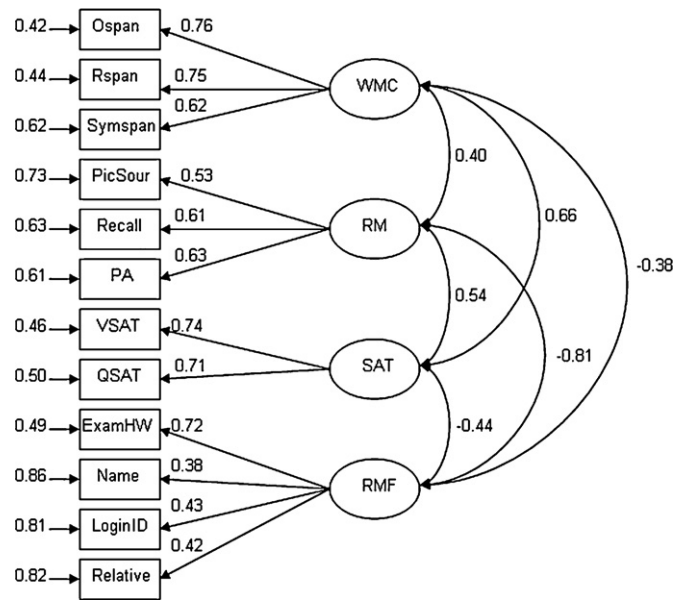 0.42 Ospan 0.76
0.44 Rspan 0.75 WMC
0.62 Symspan 0.62
0.73 PicSour 0.53 0.40
0.63 Recall 0.61 RM 0.66
0.61 PA 0.63 -0.38
0.46 VSAT 0.74 0.54
0.50 QSAT 0.71 SAT -0.81
0.49 ExamHW 0.72 -0.44
0.86 Name 0.38 RMF
0.81 LoginID 0.43
0.82 Relative 0.42